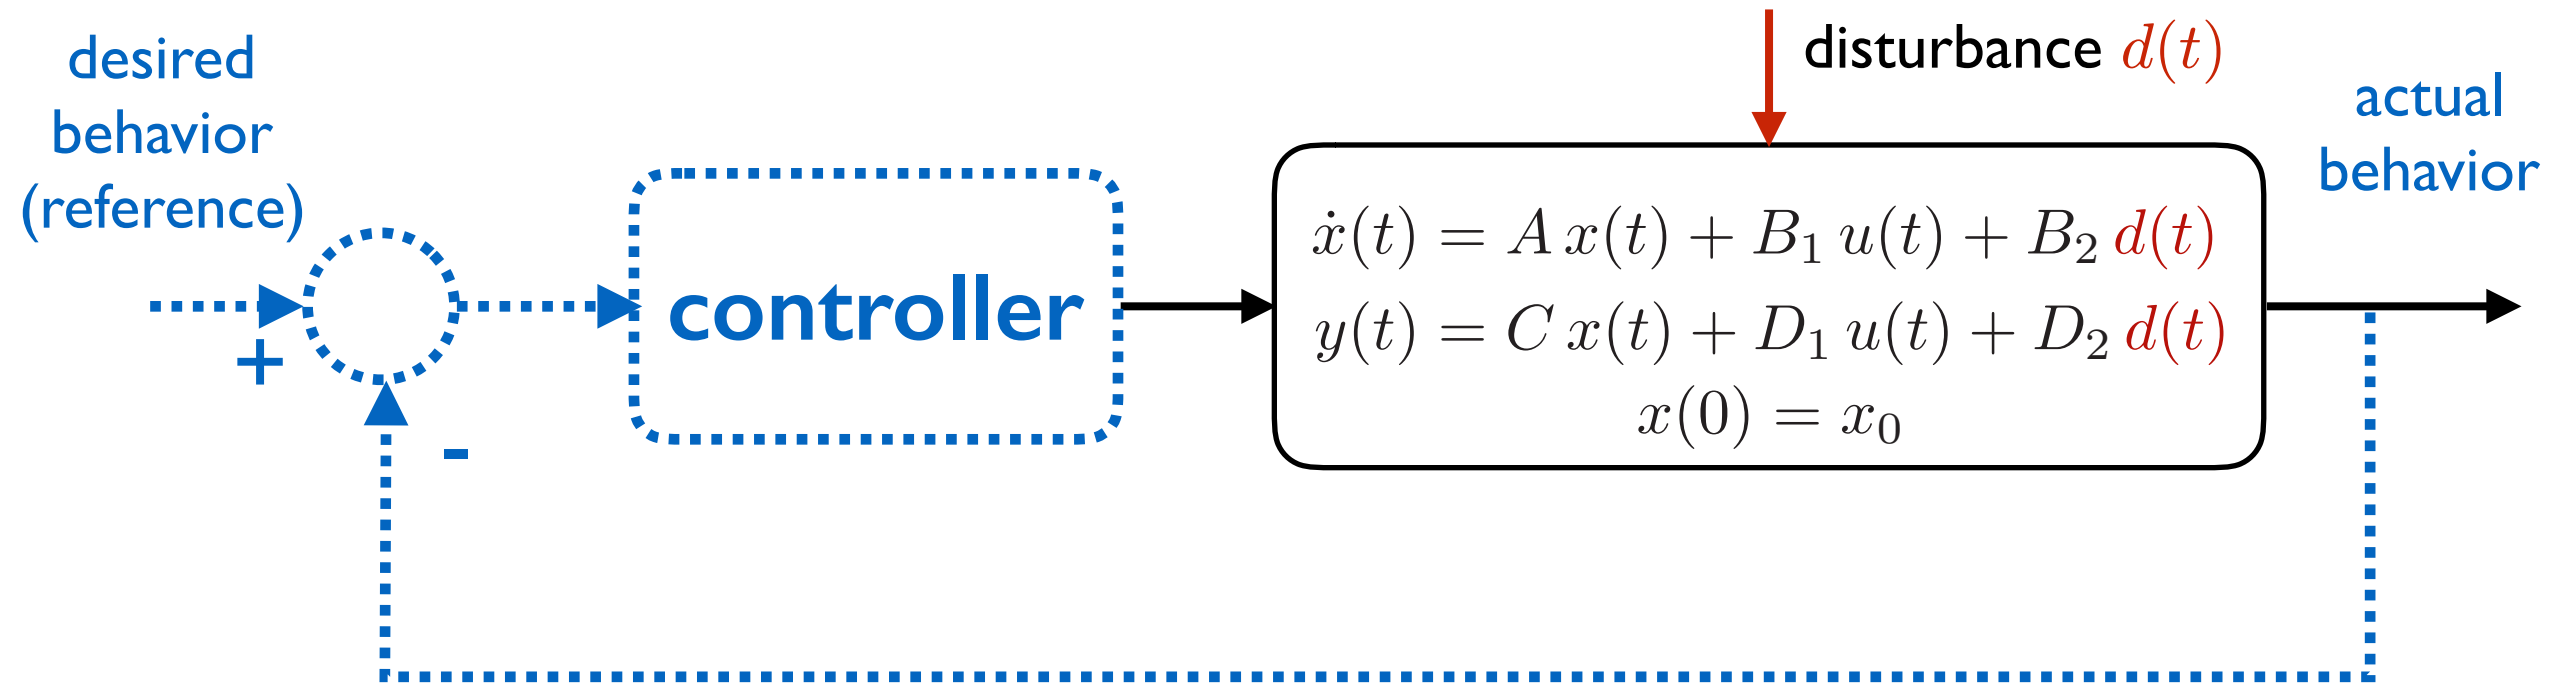 desired
behavior
(reference)
+
-
controller
disturbance d(t)
ẋ(t) = A x(t) + B₁ u(t) + B₂ d(t)
y(t) = C x(t) + D₁ u(t) + D₂ d(t)
x(0) = x₀
actual
behavior